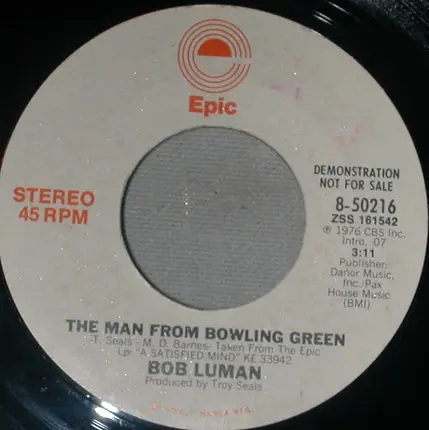 Epic
STEREO
45 RPM
DEMONSTRATION
NOT FOR SALE
8-50216
ZSS 161542
℗ 1976 CBS Inc.
Intro. :07
3:11
Publisher:
Danor Music,
Inc./Pax
House Music
(BMI)
THE MAN FROM BOWLING GREEN
-T. Seals - M. D. Barnes- Taken From The Epic
Lp "A SATISFIED MIND" KE 33942
BOB LUMAN
Produced by Troy Seals